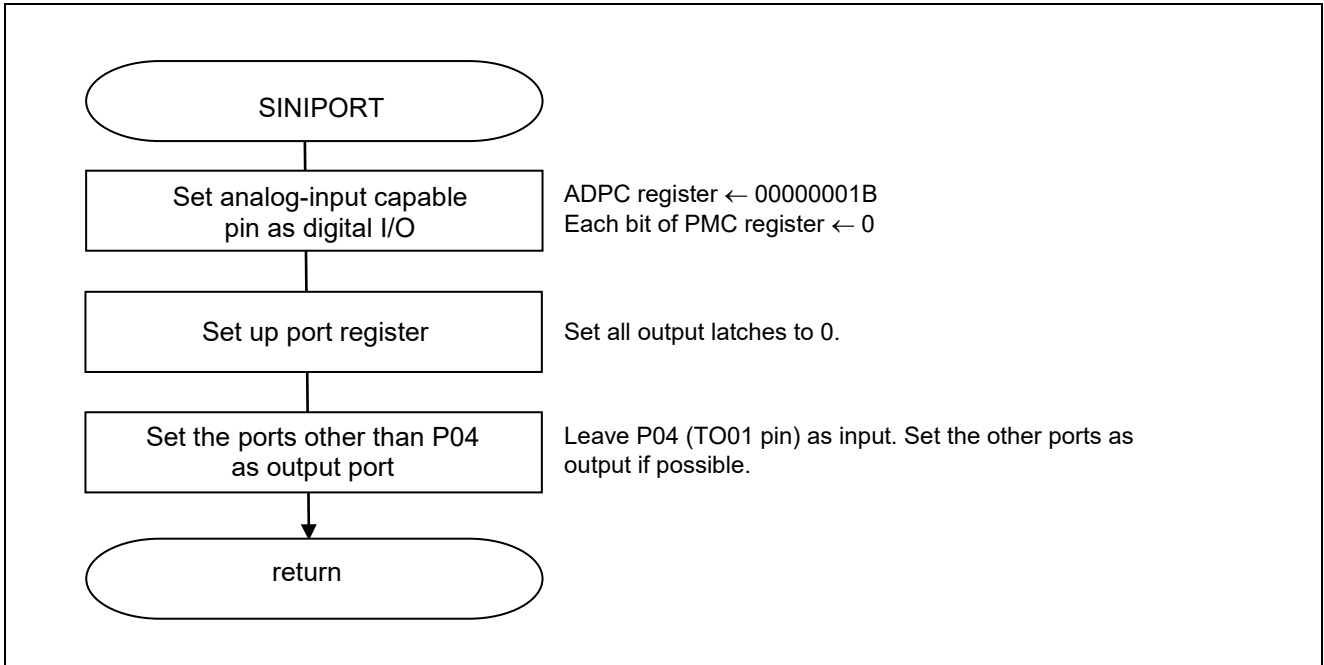 SINIPORT
Set analog-input capable
pin as digital I/O
ADPC register ← 00000001B
Each bit of PMC register ← 0
Set up port register
Set all output latches to 0.
Set the ports other than P04
as output port
Leave P04 (TO01 pin) as input. Set the other ports as
output if possible.
return